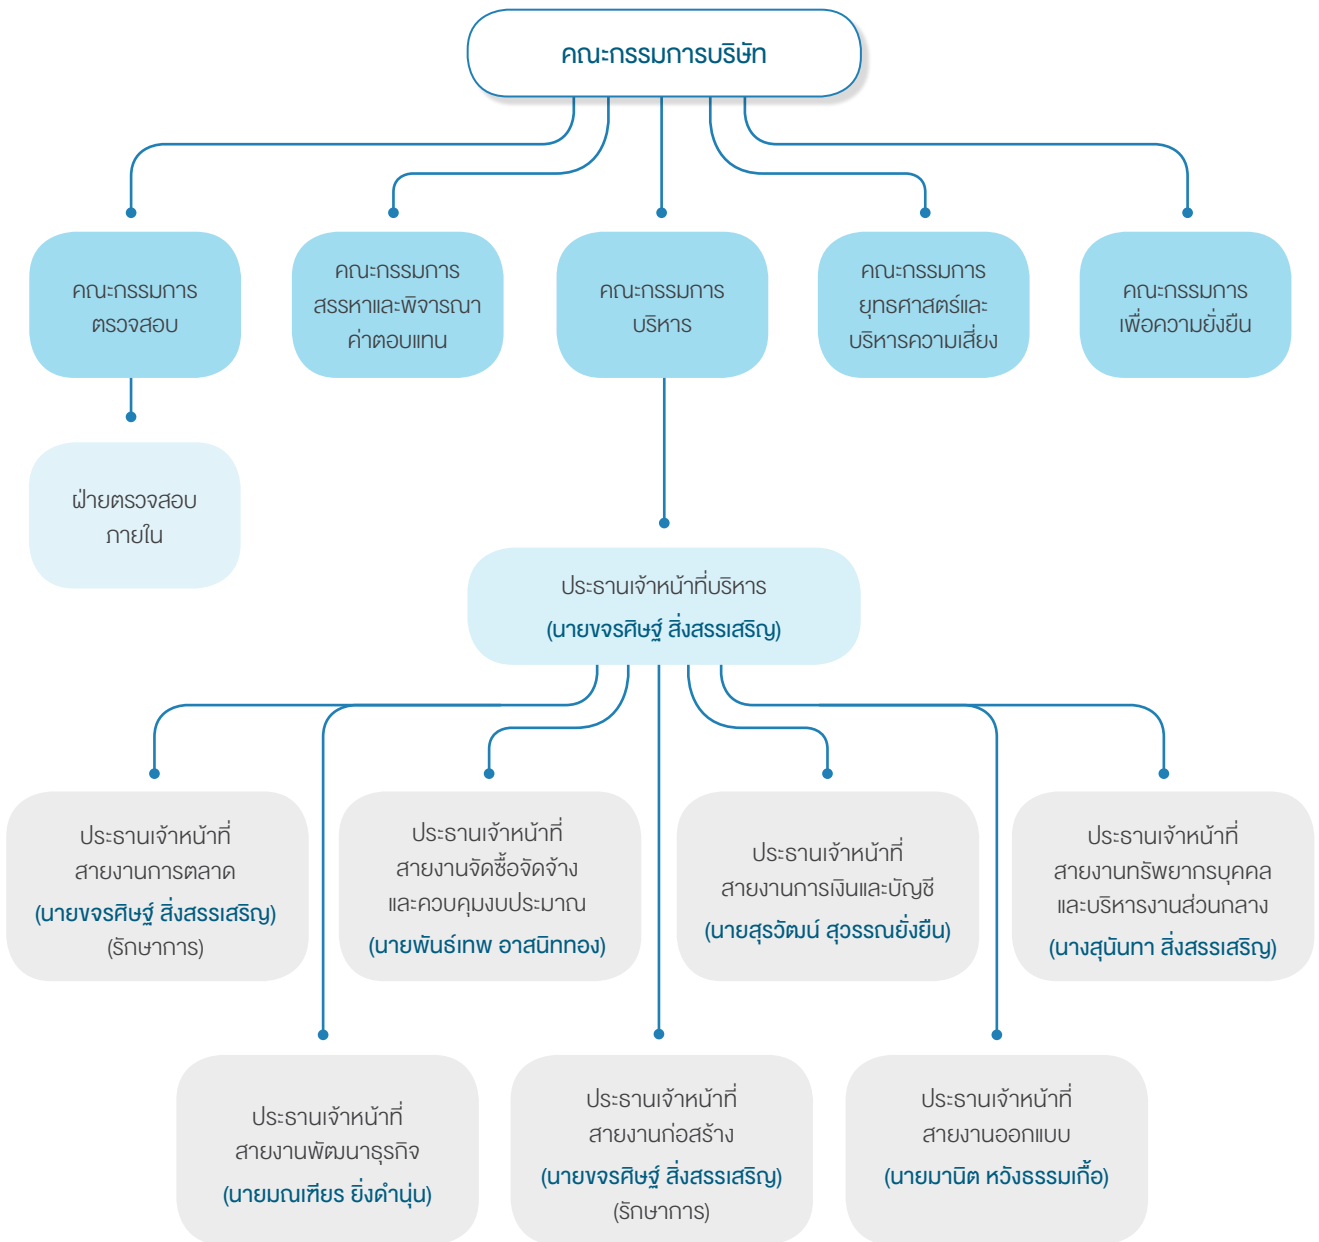 คณะกรรมการบริษัท
คณะกรรมการ
ตรวจสอบ
คณะกรรมการ
สรรหาและพิจารณา
ค่าตอบแทน
คณะกรรมการ
บริหาร
คณะกรรมการ
ยุทธศาสตร์และ
บริหารความเสี่ยง
คณะกรรมการ
เพื่อความยั่งยืน
ฝ่ายตรวจสอบ
ภายใน
ประธานเจ้าหน้าที่บริหาร
(นายขจรศิษฐ์ สิ่งสรรเสริญ)
ประธานเจ้าหน้าที่
สายงานการตลาด
(นายขจรศิษฐ์ สิ่งสรรเสริญ)
(รักษาการ)
ประธานเจ้าหน้าที่
สายงานจัดซื้อจัดจ้าง
และควบคุมงบประมาณ
(นายพันธ์เทพ อาสนิททอง)
ประธานเจ้าหน้าที่
สายงานการเงินและบัญชี
(นายสุรวัฒน์ สุวรรณยั่งยืน)
ประธานเจ้าหน้าที่
สายงานทรัพยากรบุคคล
และบริหารงานส่วนกลาง
(นางสุนันทา สิ่งสรรเสริญ)
ประธานเจ้าหน้าที่
สายงานพัฒนาธุรกิจ
(นายมณเฑียร ยิ่งดำนุ่น)
ประธานเจ้าหน้าที่
สายงานก่อสร้าง
(นายขจรศิษฐ์ สิ่งสรรเสริญ)
(รักษาการ)
ประธานเจ้าหน้าที่
สายงานออกแบบ
(นายมานิต หวังธรรมเกื้อ)